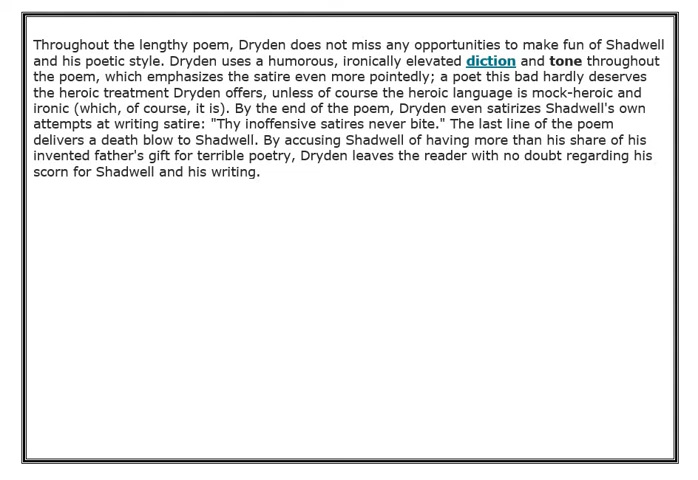 Throughout the lengthy poem, Dryden does not miss any opportunities to make fun of Shadwell
and his poetic style. Dryden uses a humorous, ironically elevated diction and tone throughout
the poem, which emphasizes the satire even more pointedly; a poet this bad hardly deserves
the heroic treatment Dryden offers, unless of course the heroic language is mock-heroic and
ironic (which, of course, it is). By the end of the poem, Dryden even satirizes Shadwell's own
attempts at writing satire: "Thy inoffensive satires never bite." The last line of the poem
delivers a death blow to Shadwell. By accusing Shadwell of having more than his share of his
invented father's gift for terrible poetry, Dryden leaves the reader with no doubt regarding his
scorn for Shadwell and his writing.